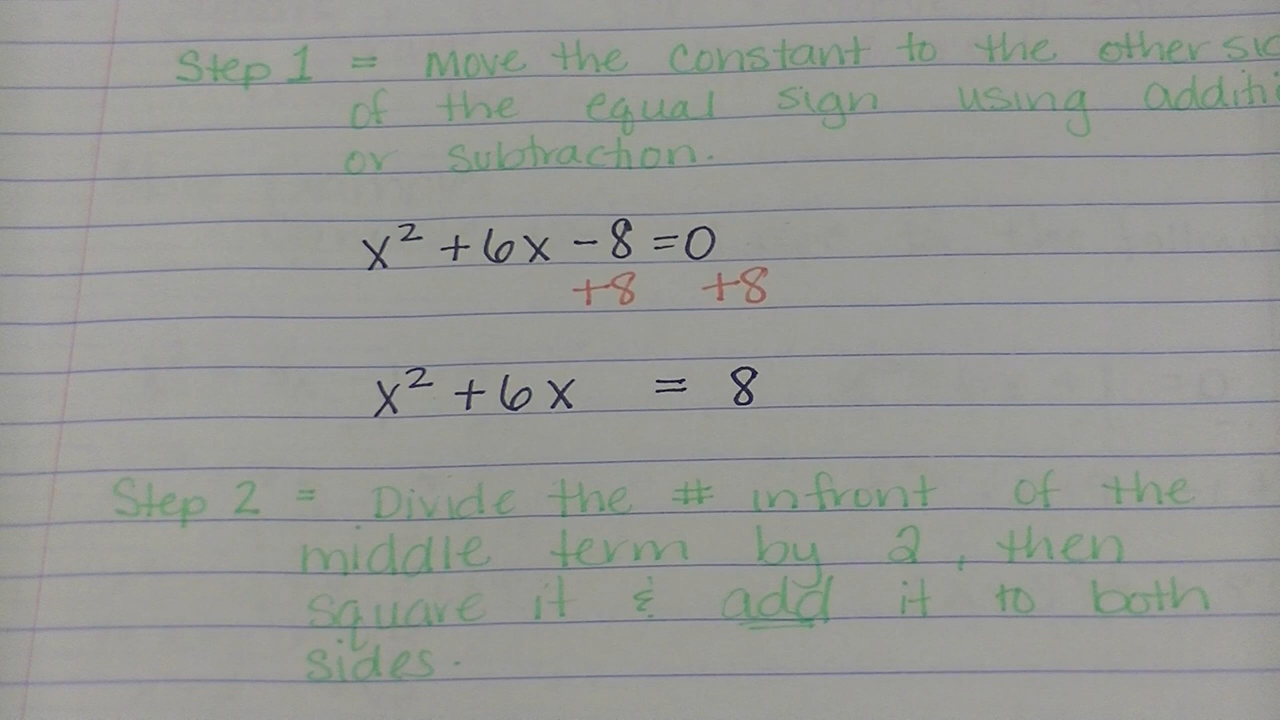 Step 1 = Move the constant to the other
of the equal sign using
or subtraction.
x² + 6x - 8 = 0
+8 +8
x² + 6x = 8
Step 2 = Divide the # infront of the
middle term by 2, then
square it & add it to both
sides.